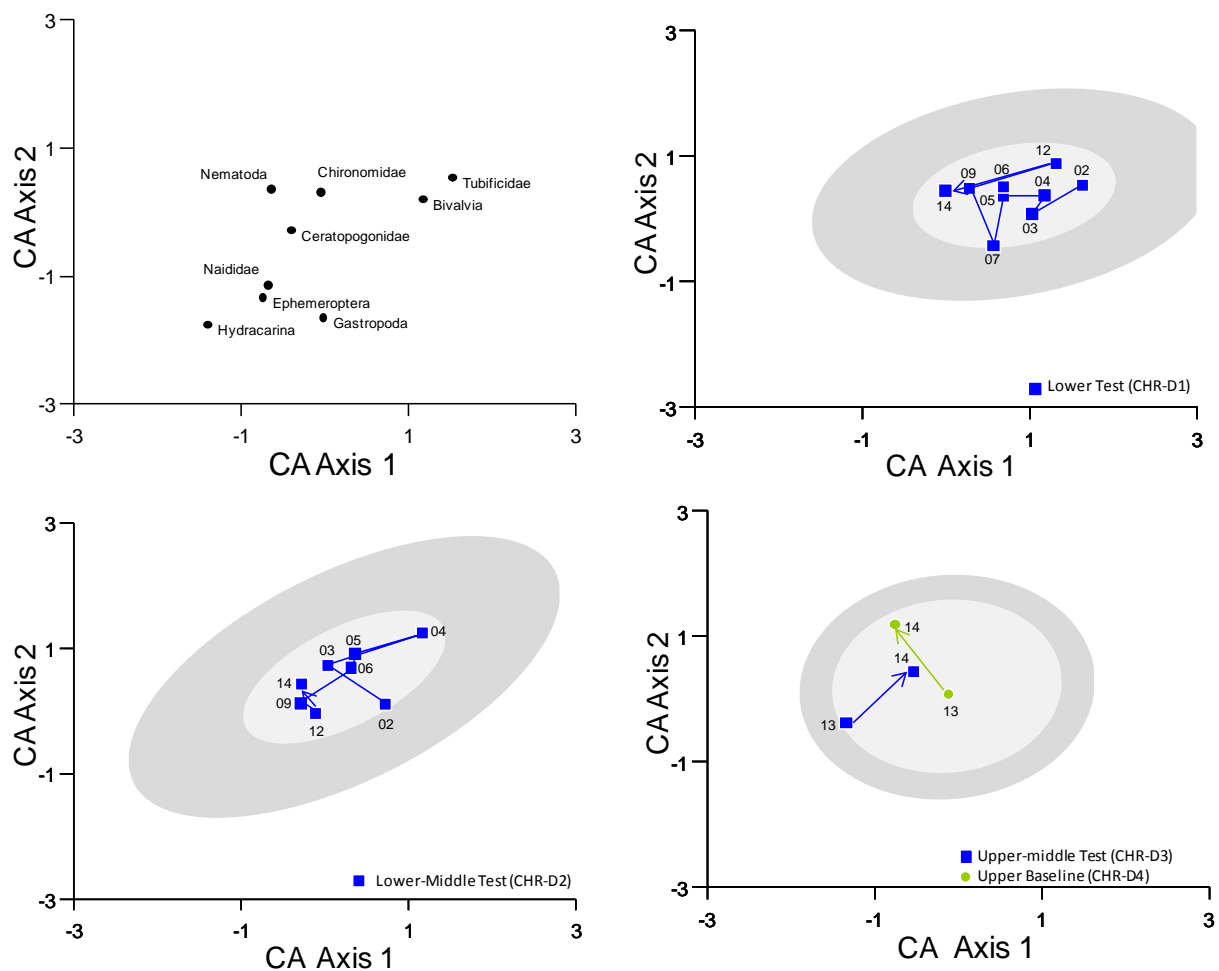 3
1
-1
-3
-3
-1
1
3
CA Axis 2
CA Axis 1
Nematoda
Chironomidae
Tubificidae
Bivalvia
Ceratopogonidae
Naididae
Ephemeroptera
Hydracarina
Gastropoda
3
1
-1
-3
-3
-1
1
3
CA Axis 2
CA Axis 1
12
02
09
06
04
14
05
03
07
Lower Test (CHR-D1)
3
1
-1
-3
-3
-1
1
3
CA Axis 2
CA Axis 1
04
05
03
06
14
09
12
02
Lower-Middle Test (CHR-D2)
3
1
-1
-3
-3
-1
1
3
CA Axis 2
CA Axis 1
14
14
13
13
Upper-middle Test (CHR-D3)
Upper Baseline (CHR-D4)